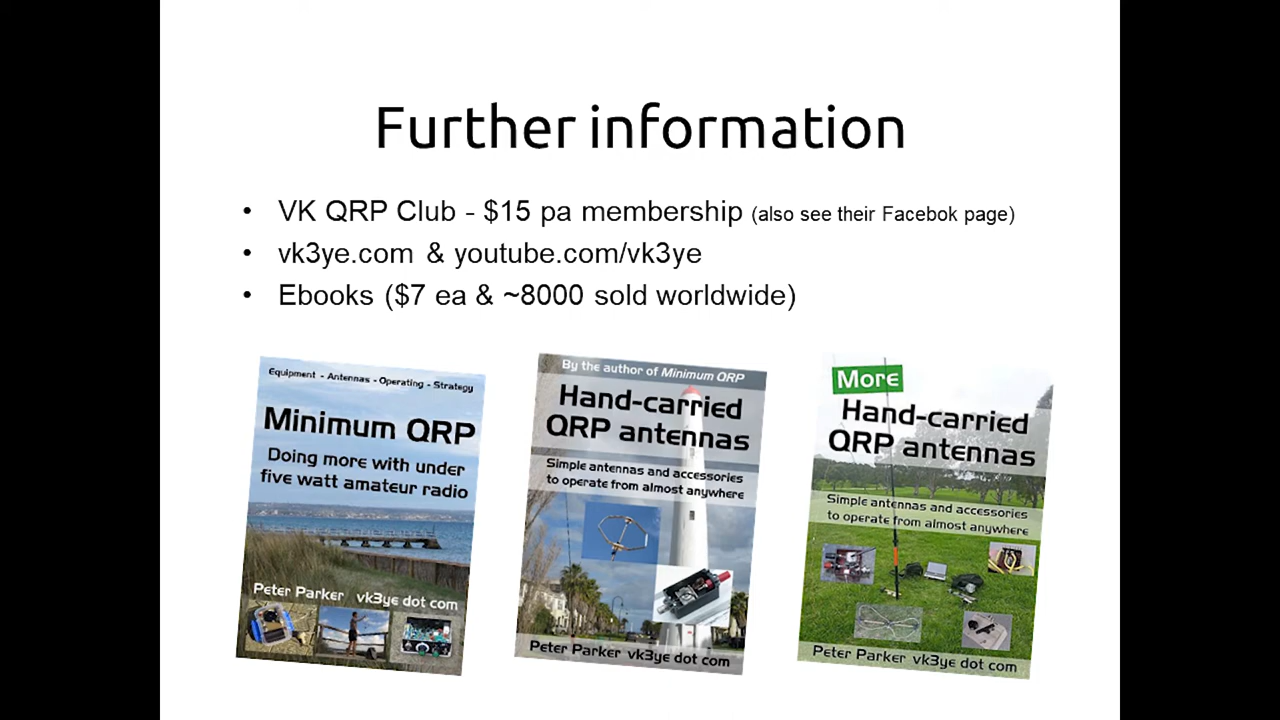 Further information
• VK QRP Club - $15 pa membership (also see their Facebok page)
• vk3ye.com & youtube.com/vk3ye
• Ebooks ($7 ea & ~8000 sold worldwide)
Equipment - Antennas - Operating - Strategy
Minimum QRP
Doing more with under
five watt amateur radio
Peter Parker vk3ye dot com
By the author of Minimum QRP
Hand-carried
QRP antennas
Simple antennas and accessories
to operate from almost anywhere
Peter Parker vk3ye dot com
More
Hand-carried
QRP antennas
Simple antennas and accessories
to operate from almost anywhere
Peter Parker vk3ye dot com